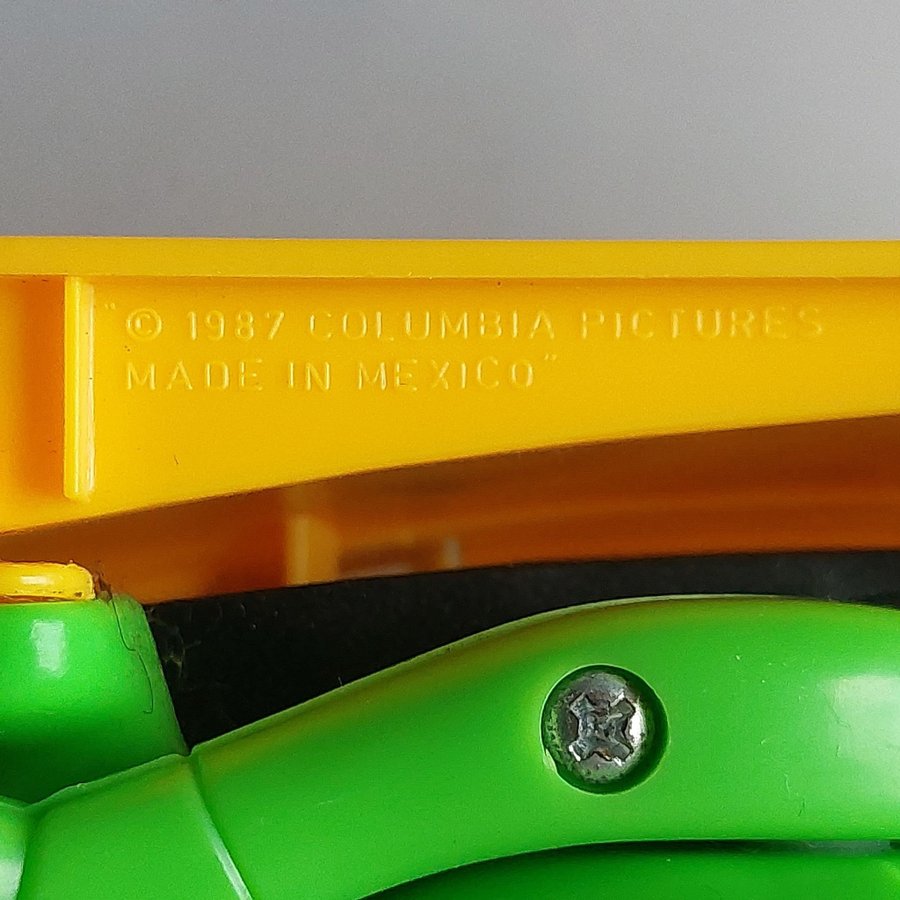 "© 1987 COLUMBIA PICTURES
MADE IN MEXICO"